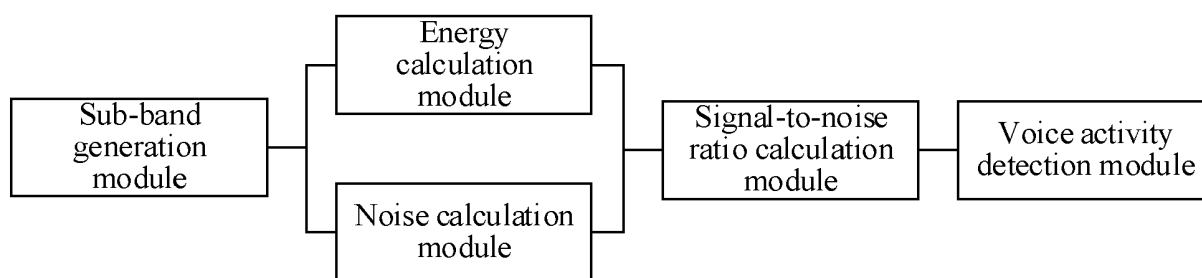 Sub-band
generation
module
Energy
calculation
module
Noise calculation
module
Signal-to-noise
ratio calculation
module
Voice activity
detection module